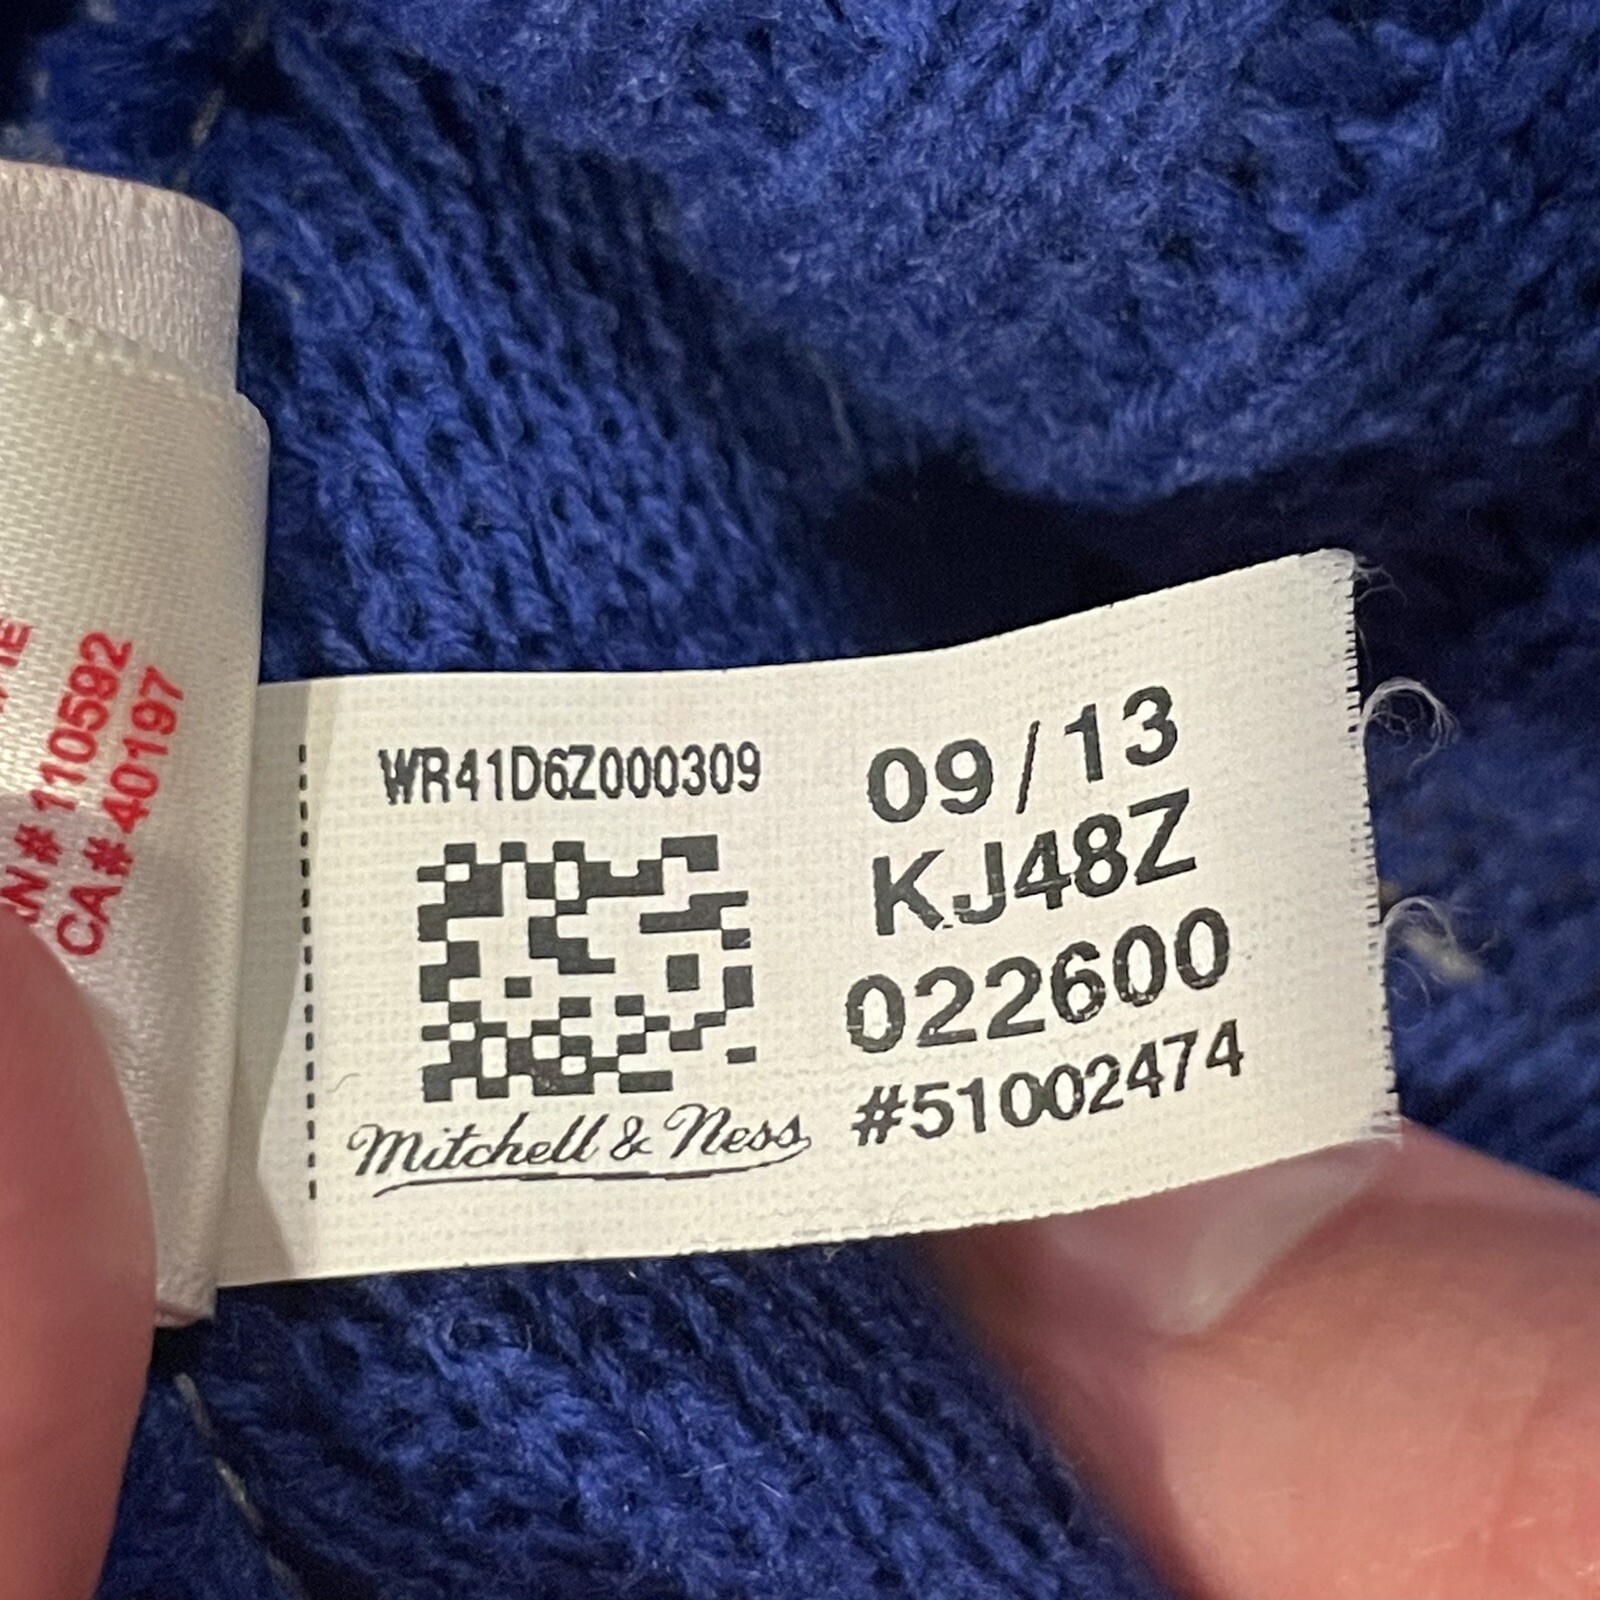 N# 110592
CA# 40197
WR41D6Z000309
Mitchell & Ness
09/13
KJ48Z
022600
#51002474